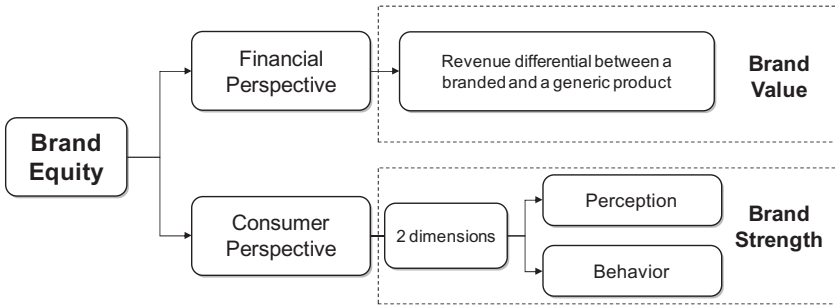 Brand
Equity
Financial
Perspective
Revenue differential between a
branded and a generic product
Brand
Value
Consumer
Perspective
2 dimensions
Perception
Behavior
Brand
Strength